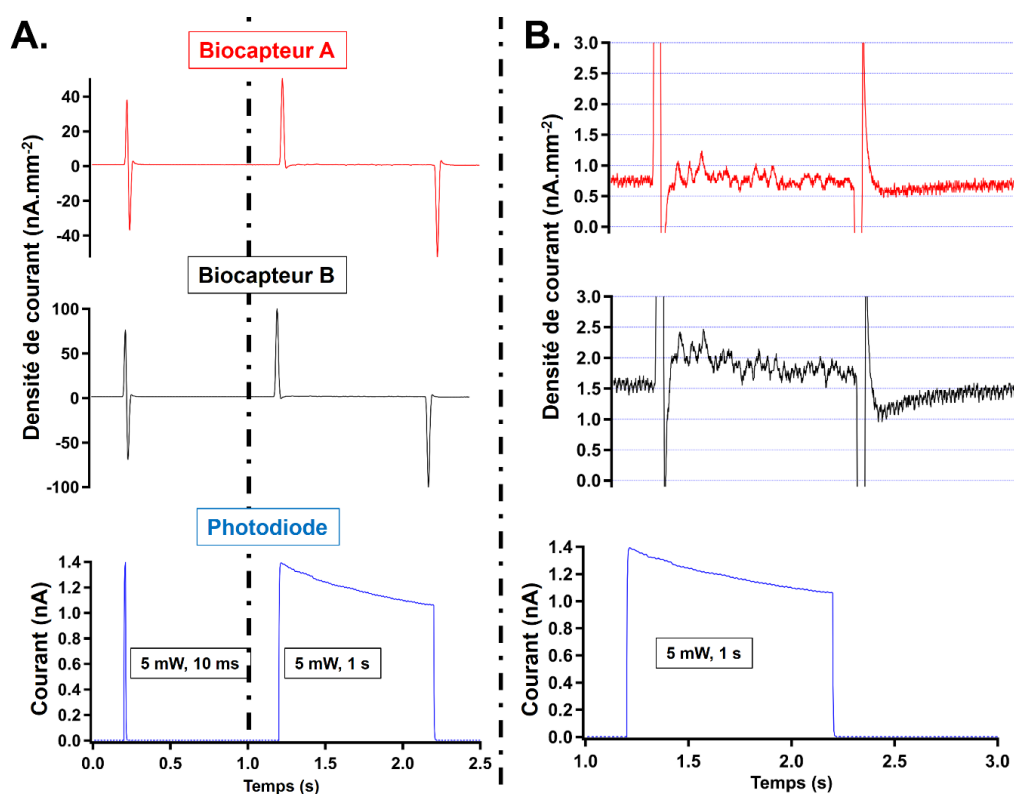 A.
Biocapteur A
Densité de courant (nA.mm-2)
40
20
0
-20
-40
Biocapteur B
100
50
0
-50
-100
Photodiode
Courant (nA)
1.4
1.2
1.0
0.8
0.6
0.4
0.2
0.0
5 mW, 10 ms
5 mW, 1 s
0.0 0.5 1.0 1.5 2.0 2.5
Temps (s)
B.
Densité de courant (nA.mm-2)
3.0
2.5
2.0
1.5
1.0
0.5
0.0
3.0
2.5
2.0
1.5
1.0
0.5
0.0
Courant (nA)
1.4
1.2
1.0
0.8
0.6
0.4
0.2
0.0
5 mW, 1 s
1.0 1.5 2.0 2.5 3.0
Temps (s)